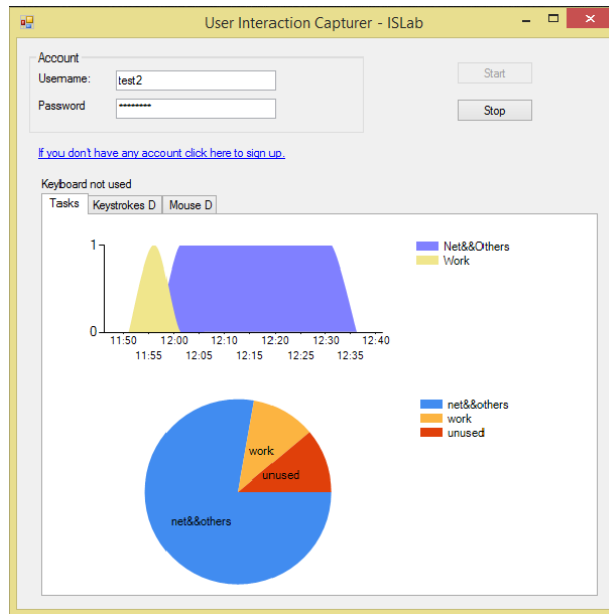 User Interaction Capturer - ISLab
Account
Username: test2
Password ********
Start
Stop
If you don't have any account click here to sign up.
Keyboard not used
Tasks Keystrokes D Mouse D
1
0
11:50 12:00 12:10 12:20 12:30 12:40
11:55 12:05 12:15 12:25 12:35
Net&&Others
Work
net&&others
work
unused
work
unused
net&&others